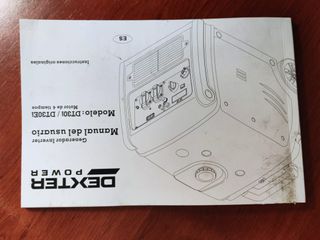 DEXTER
POWER
Generador Inverter
Manual del usuario
Modelo: DT30I / DT30Ei
Motor de 4 tiempos
Instrucciones originales
ES